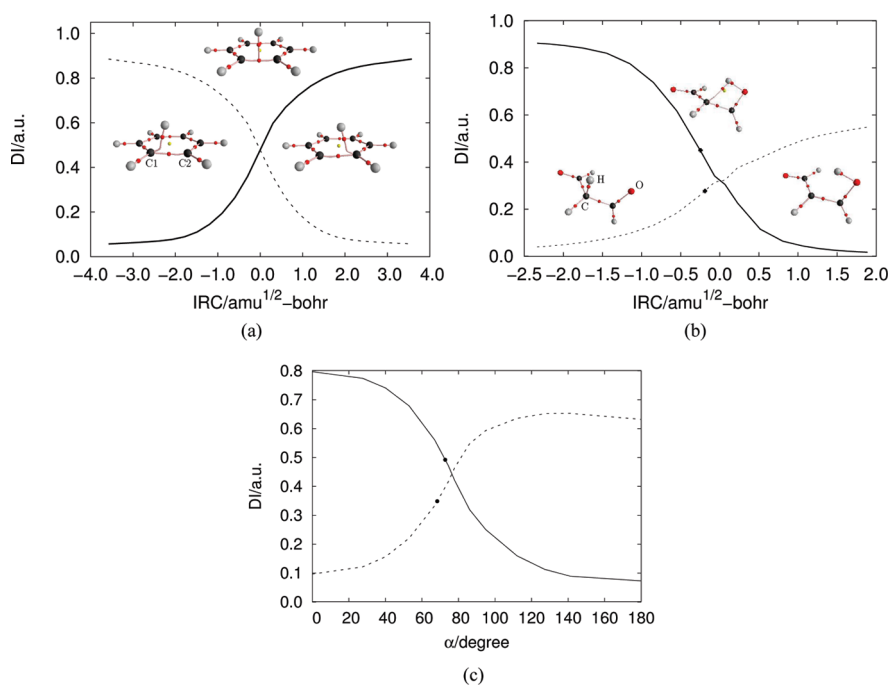 1.0
0.8
0.6
0.4
0.2
0.0
DI/a.u.
C1 C2
−4.0 −3.0 −2.0 −1.0 0.0 1.0 2.0 3.0 4.0
IRC/amu1/2−bohr
(a)
1.0
0.8
0.6
0.4
0.2
0.0
DI/a.u.
H O
C
−2.5 −2.0 −1.5 −1.0 −0.5 0.0 0.5 1.0 1.5 2.0
IRC/amu1/2−bohr
(b)
0.8
0.7
0.6
0.5
0.4
0.3
0.2
0.1
0.0
DI/a.u.
0 20 40 60 80 100 120 140 160 180
α/degree
(c)